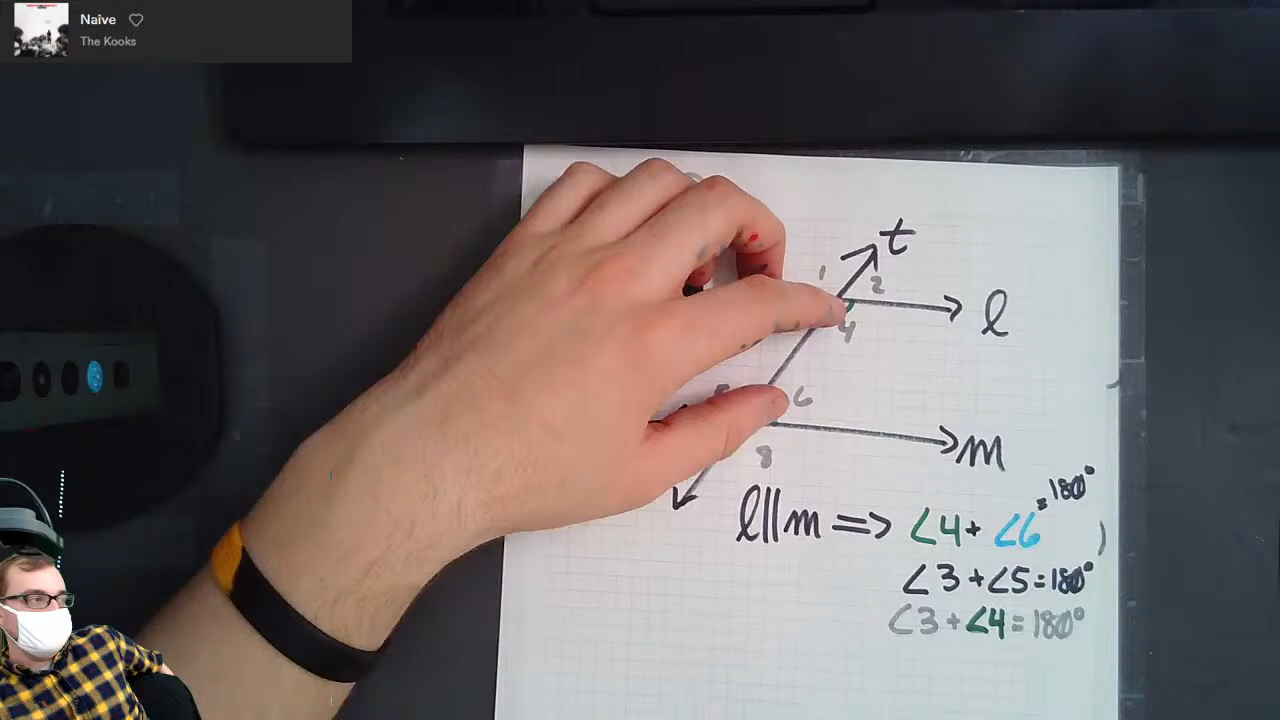 Naive
The Kooks
t
1
2
l
4
6
m
8
l||m => ∠4+ ∠6 =180°
∠3+∠5=180°
∠3+∠4=180°